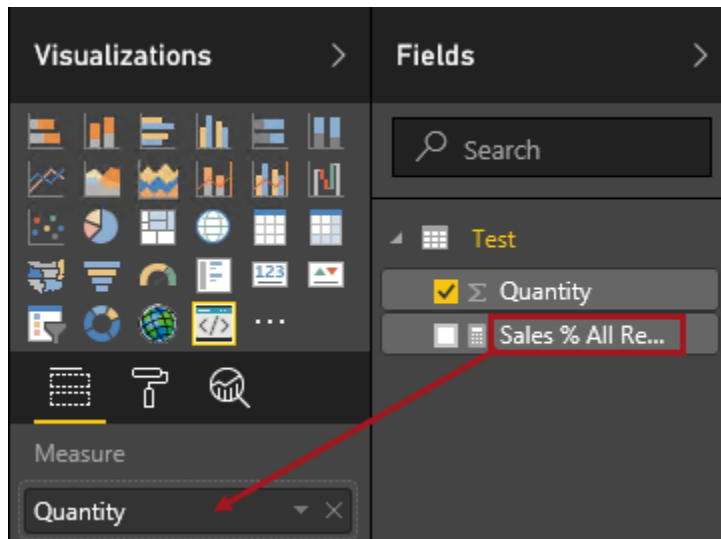 Visualizations
Fields
Search
Test
Quantity
Sales % All Re...
Measure
Quantity
123